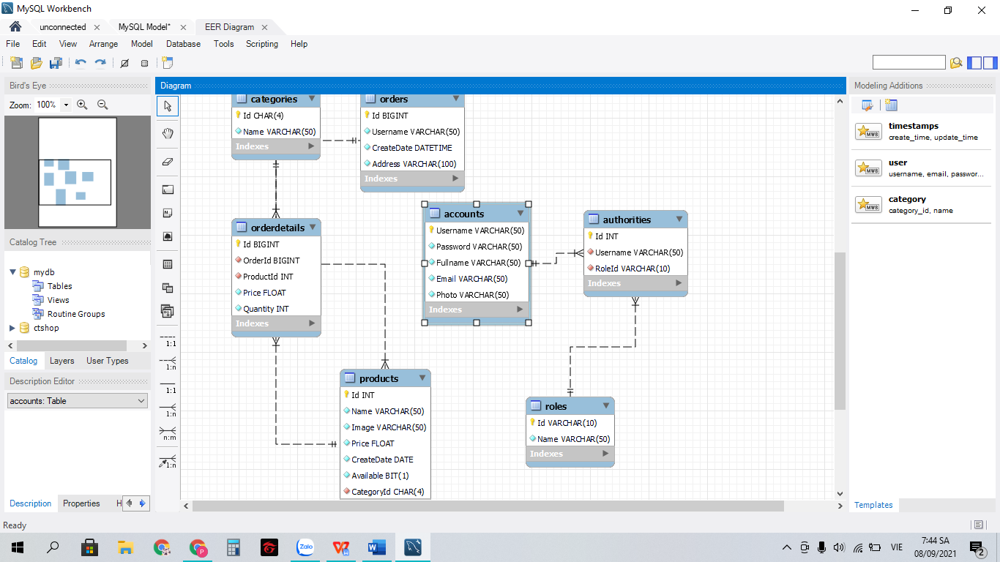 MySQL Workbench
unconnected
MySQL Model*
EER Diagram
File Edit View Arrange Model Database Tools Scripting Help
Bird's Eye
Zoom: 100%
Catalog Tree
mydb
Tables
Views
Routine Groups
ctshop
Catalog Layers User Types
Description Editor
accounts: Table
Description Properties H
Ready
Diagram
1:1
1:n
1:1
1:n
n:m
1:n
categories
Id CHAR(4)
Name VARCHAR(50)
Indexes
orders
Id BIGINT
Username VARCHAR(50)
CreateDate DATETIME
Address VARCHAR(100)
Indexes
orderdetails
Id BIGINT
OrderId BIGINT
ProductId INT
Price FLOAT
Quantity INT
Indexes
accounts
Username VARCHAR(50)
Password VARCHAR(50)
Fullname VARCHAR(50)
Email VARCHAR(50)
Photo VARCHAR(50)
Indexes
authorities
Id INT
Username VARCHAR(50)
RoleId VARCHAR(10)
Indexes
products
Id INT
Name VARCHAR(50)
Image VARCHAR(50)
Price FLOAT
CreateDate DATE
Available BIT(1)
CategoryId CHAR(4)
roles
Id VARCHAR(10)
Name VARCHAR(50)
Indexes
Modeling Additions
MWB
timestamps
create_time, update_time
MWB
user
username, email, passwor...
MWB
category
category_id, name
Templates
P
Zalo
W
VIE
7:44 SA
08/09/2021
2